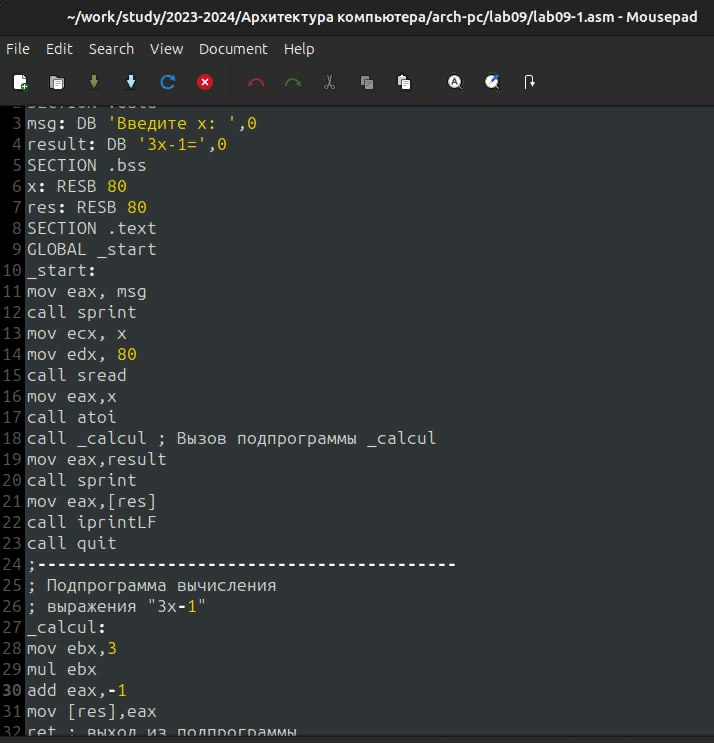 ~/work/study/2023-2024/Архитектура компьютера/arch-pc/lab09/lab09-1.asm - Mousepad
File Edit Search View Document Help
3 msg: DB 'Введите x: ',0
4 result: DB '3x-1=',0
5 SECTION .bss
6 x: RESB 80
7 res: RESB 80
8 SECTION .text
9 GLOBAL _start
10 _start:
11 mov eax, msg
12 call sprint
13 mov ecx, x
14 mov edx, 80
15 call sread
16 mov eax,x
17 call atoi
18 call _calcul ; Вызов подпрограммы _calcul
19 mov eax,result
20 call sprint
21 mov eax,[res]
22 call iprintLF
23 call quit
24 ;------------------------------------------
25 ; Подпрограмма вычисления
26 ; выражения "3x-1"
27 _calcul:
28 mov ebx,3
29 mul ebx
30 add eax,-1
31 mov [res],eax
32 ret ; выход из подпрограммы